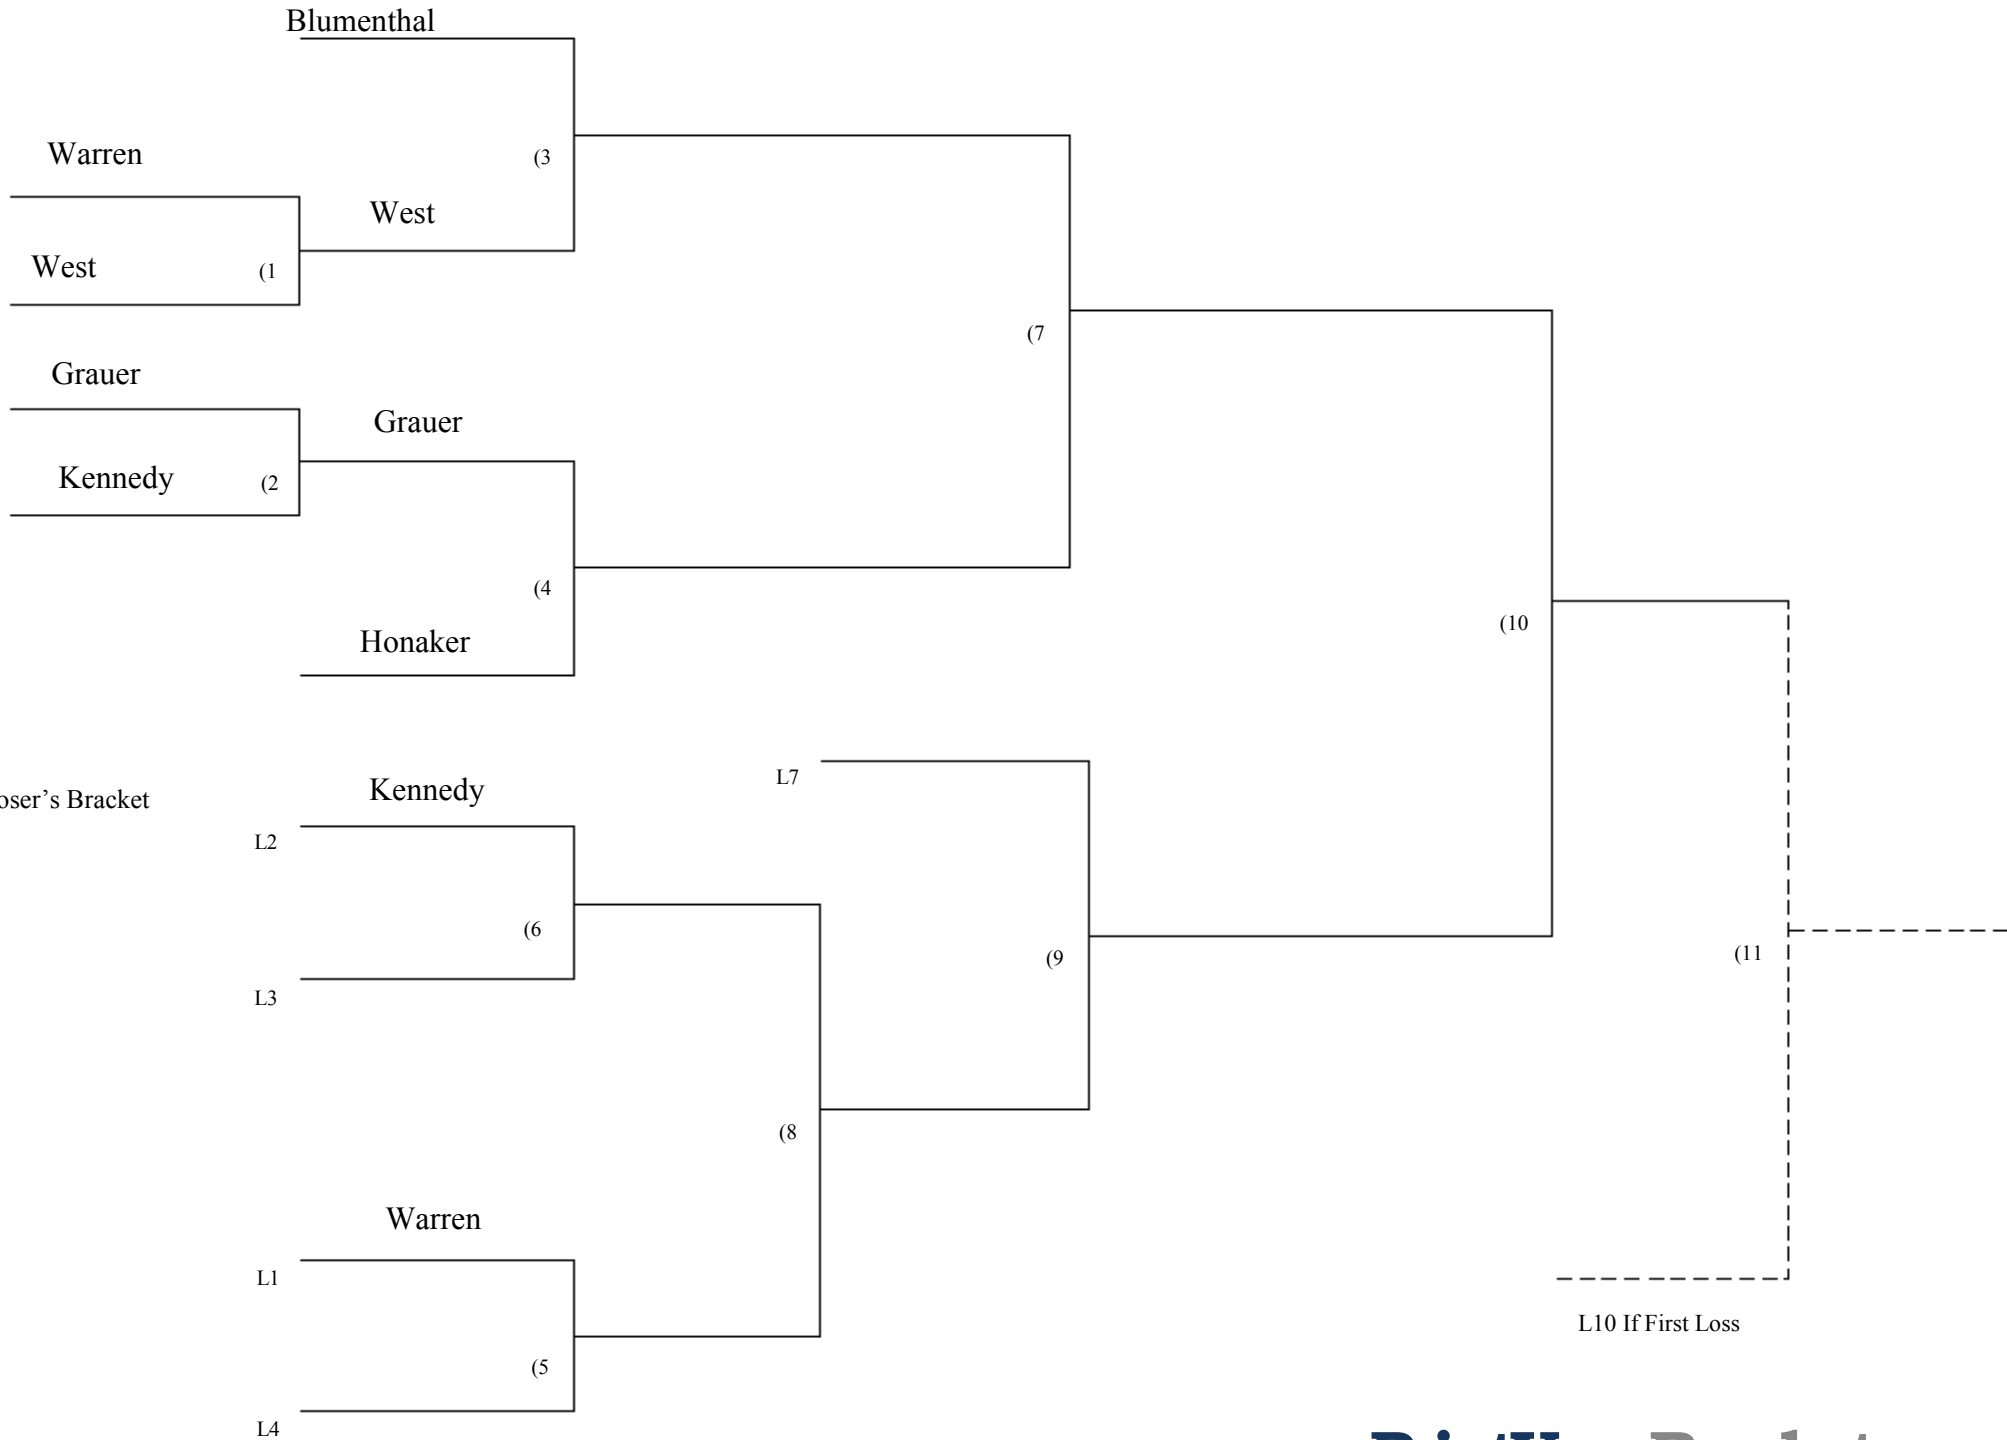 Blumenthal
Warren
(3
West
West
(1
(7
Grauer
Grauer
Kennedy
(2
(4
(10
Honaker
L7
Kennedy
oser’s Bracket
L2
(6
(9
(11
L3
(8
Warren
L1
L10 If First Loss
(5
L4